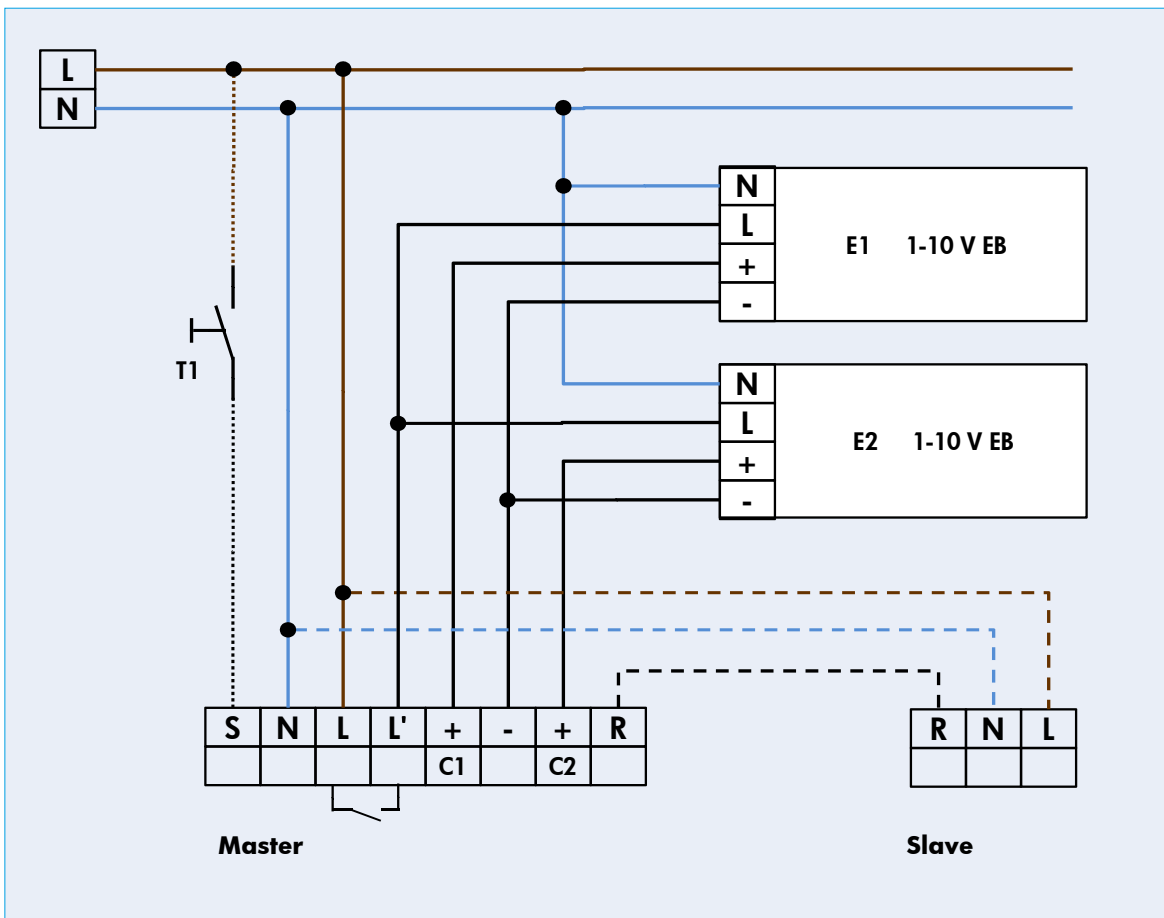 L
N
N
L
E1 1-10 V EB
+
-
T1
N
L
E2 1-10 V EB
+
-
S N L L' + - + R
C1 C2
R N L
Master
Slave